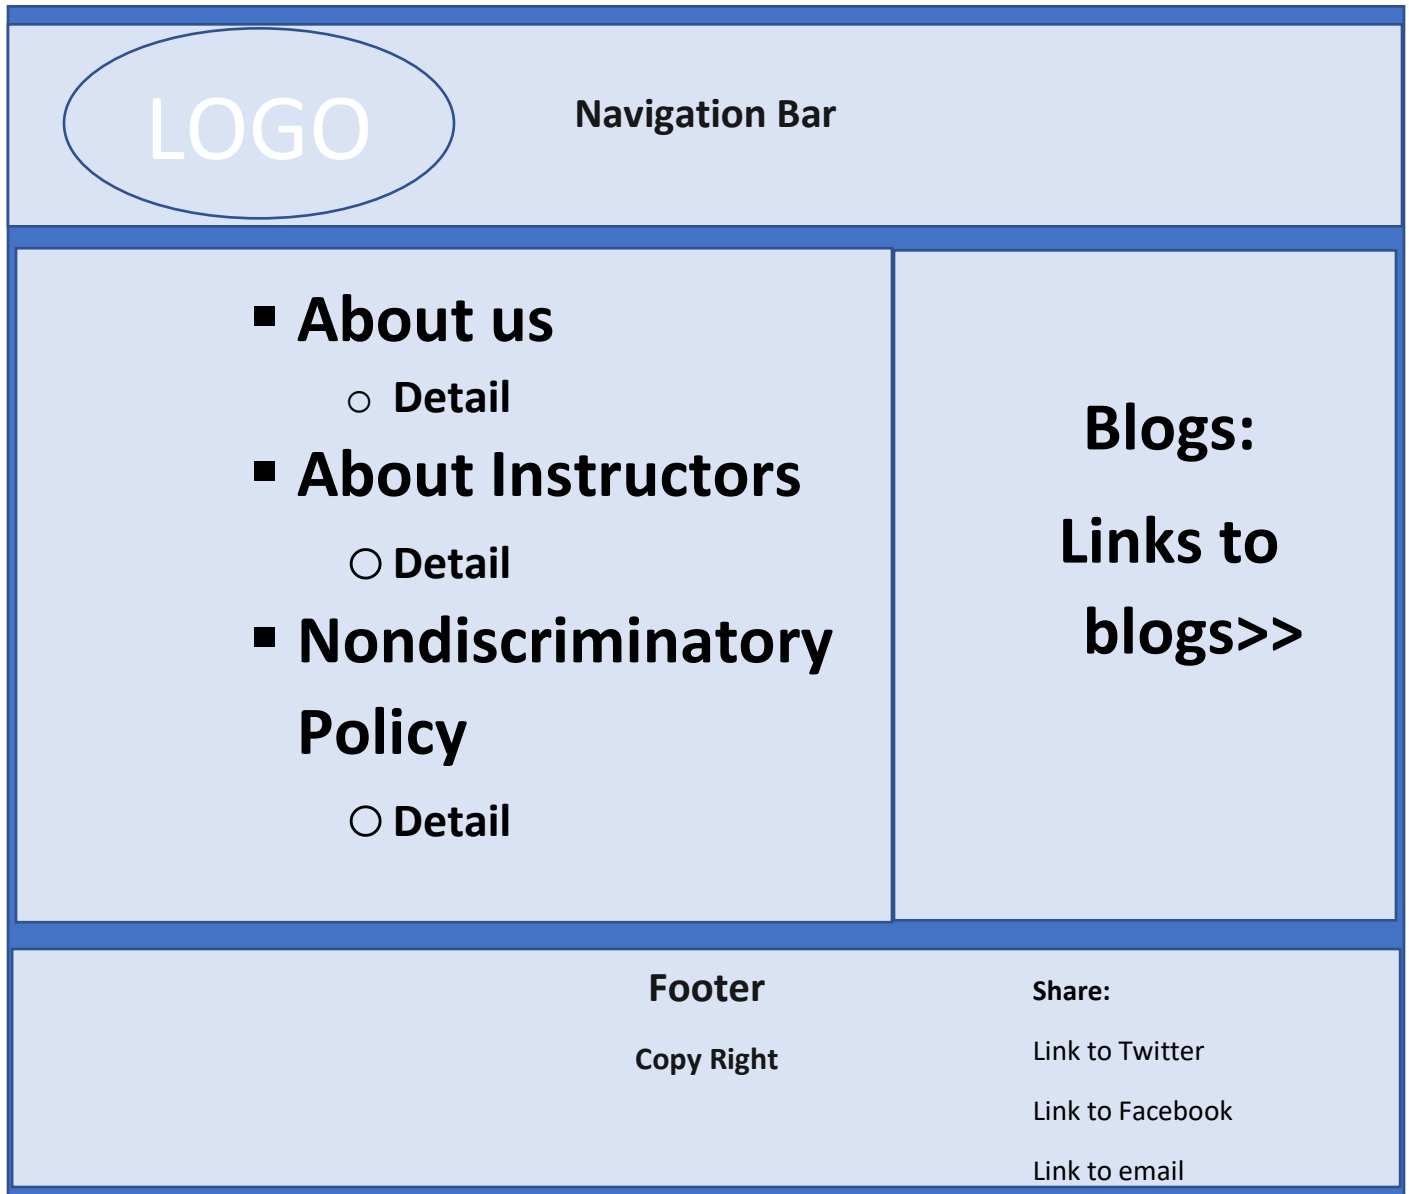 LOGO
Navigation Bar
▪ About us
○ Detail
▪ About Instructors
○ Detail
▪ Nondiscriminatory
Policy
○ Detail
Blogs:
Links to
blogs>>
Footer
Copy Right
Share:
Link to Twitter
Link to Facebook
Link to email